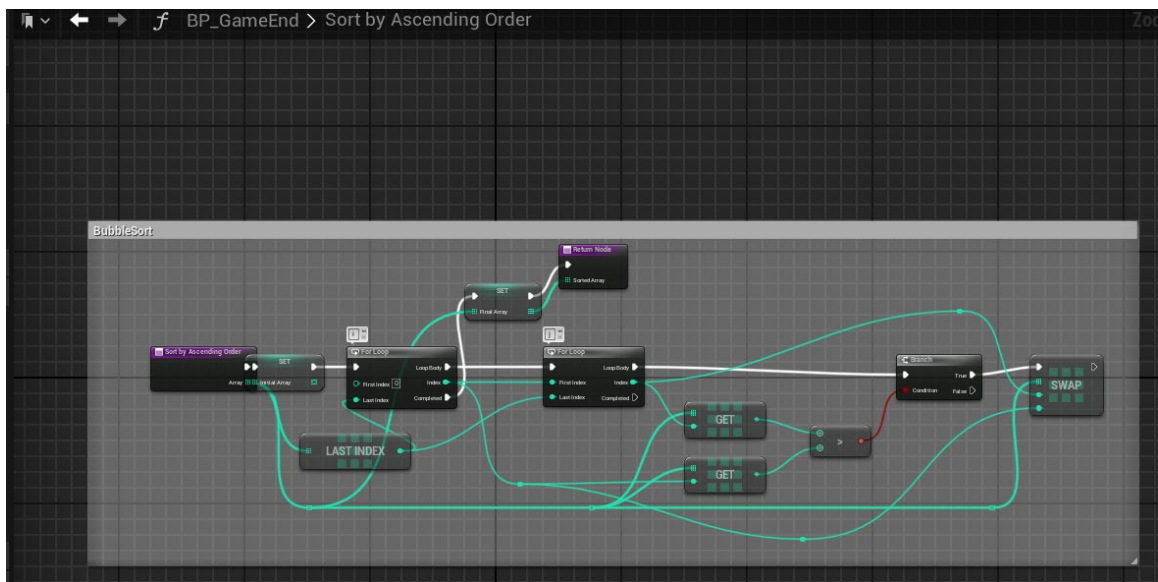 f BP_GameEnd > Sort by Ascending Order
Zoo
BubbleSort
Return Node
Sorted Array
SET
Final Array
Sort by Ascending Order
Array
SET
For Loop
Loop Body
First Index 0
Index
Last Index
Completed
For Loop
Loop Body
First Index
Index
Last Index
Completed
Branch
True
Condition
False
SWAP
GET
>
LAST INDEX
GET